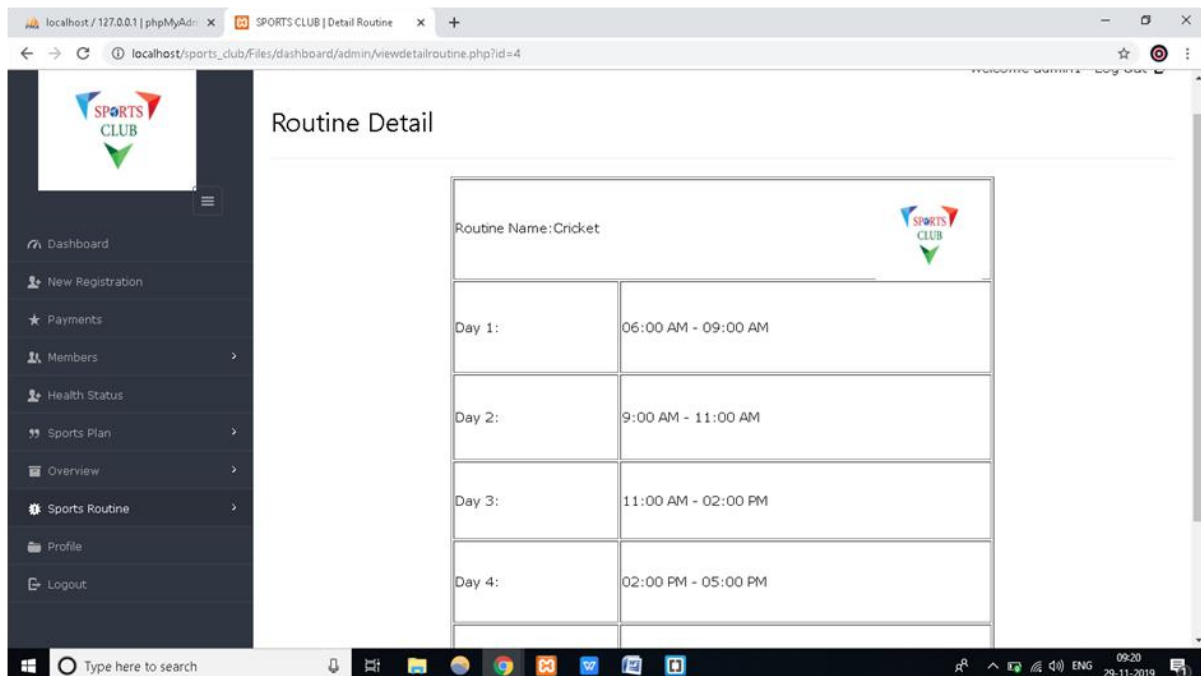 localhost / 127.0.0.1 | phpMyAdm
SPORTS CLUB | Detail Routine
localhost/sports_club/Files/dashboard/admin/viewdetailroutine.php?id=4
SPORTS
CLUB
Dashboard
New Registration
Payments
Members
Health Status
Sports Plan
Overview
Sports Routine
Profile
Logout
Welcome admin1 Log Out
Routine Detail
Routine Name:Cricket
SPORTS
CLUB
Day 1: 06:00 AM - 09:00 AM
Day 2: 9:00 AM - 11:00 AM
Day 3: 11:00 AM - 02:00 PM
Day 4: 02:00 PM - 05:00 PM
Type here to search
ENG
09:20
29-11-2019